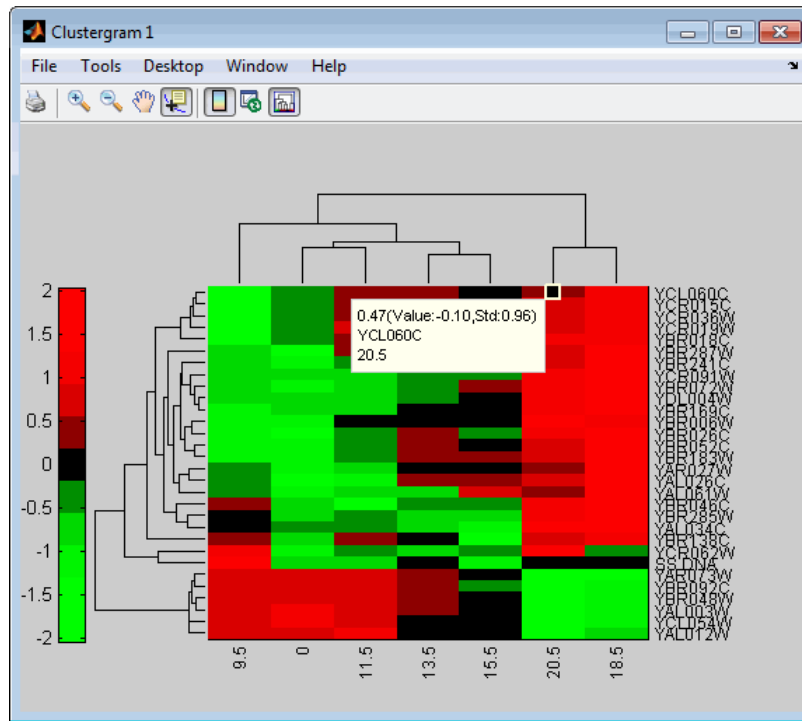 Clustergram 1
File Tools Desktop Window Help
2
1.5
1
0.5
0
-0.5
-1
-1.5
-2
0.47(Value:-0.10,Std:0.96)
YCL060C
20.5
YCL060C
YCR015C
YCR036W
YCR019W
YBR018C
YBR287W
YBR241C
YCR091W
YBR072W
YDL004W
YBR169C
YBR006W
YBR026C
YBR052C
YBR183W
YAR027W
YAL026C
YAL061W
YBR046C
YBR285W
YAL034C
YBR138C
YCR062W
SS DNA
YAR073W
YBR092C
YBR048W
YAL003W
YCL054W
YAL012W
9.5 0 11.5 13.5 15.5 20.5 18.5